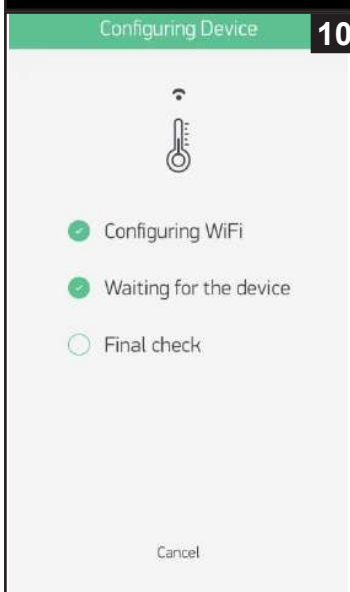 Configuring Device
10
Configuring WiFi
Waiting for the device
Final check
Cancel